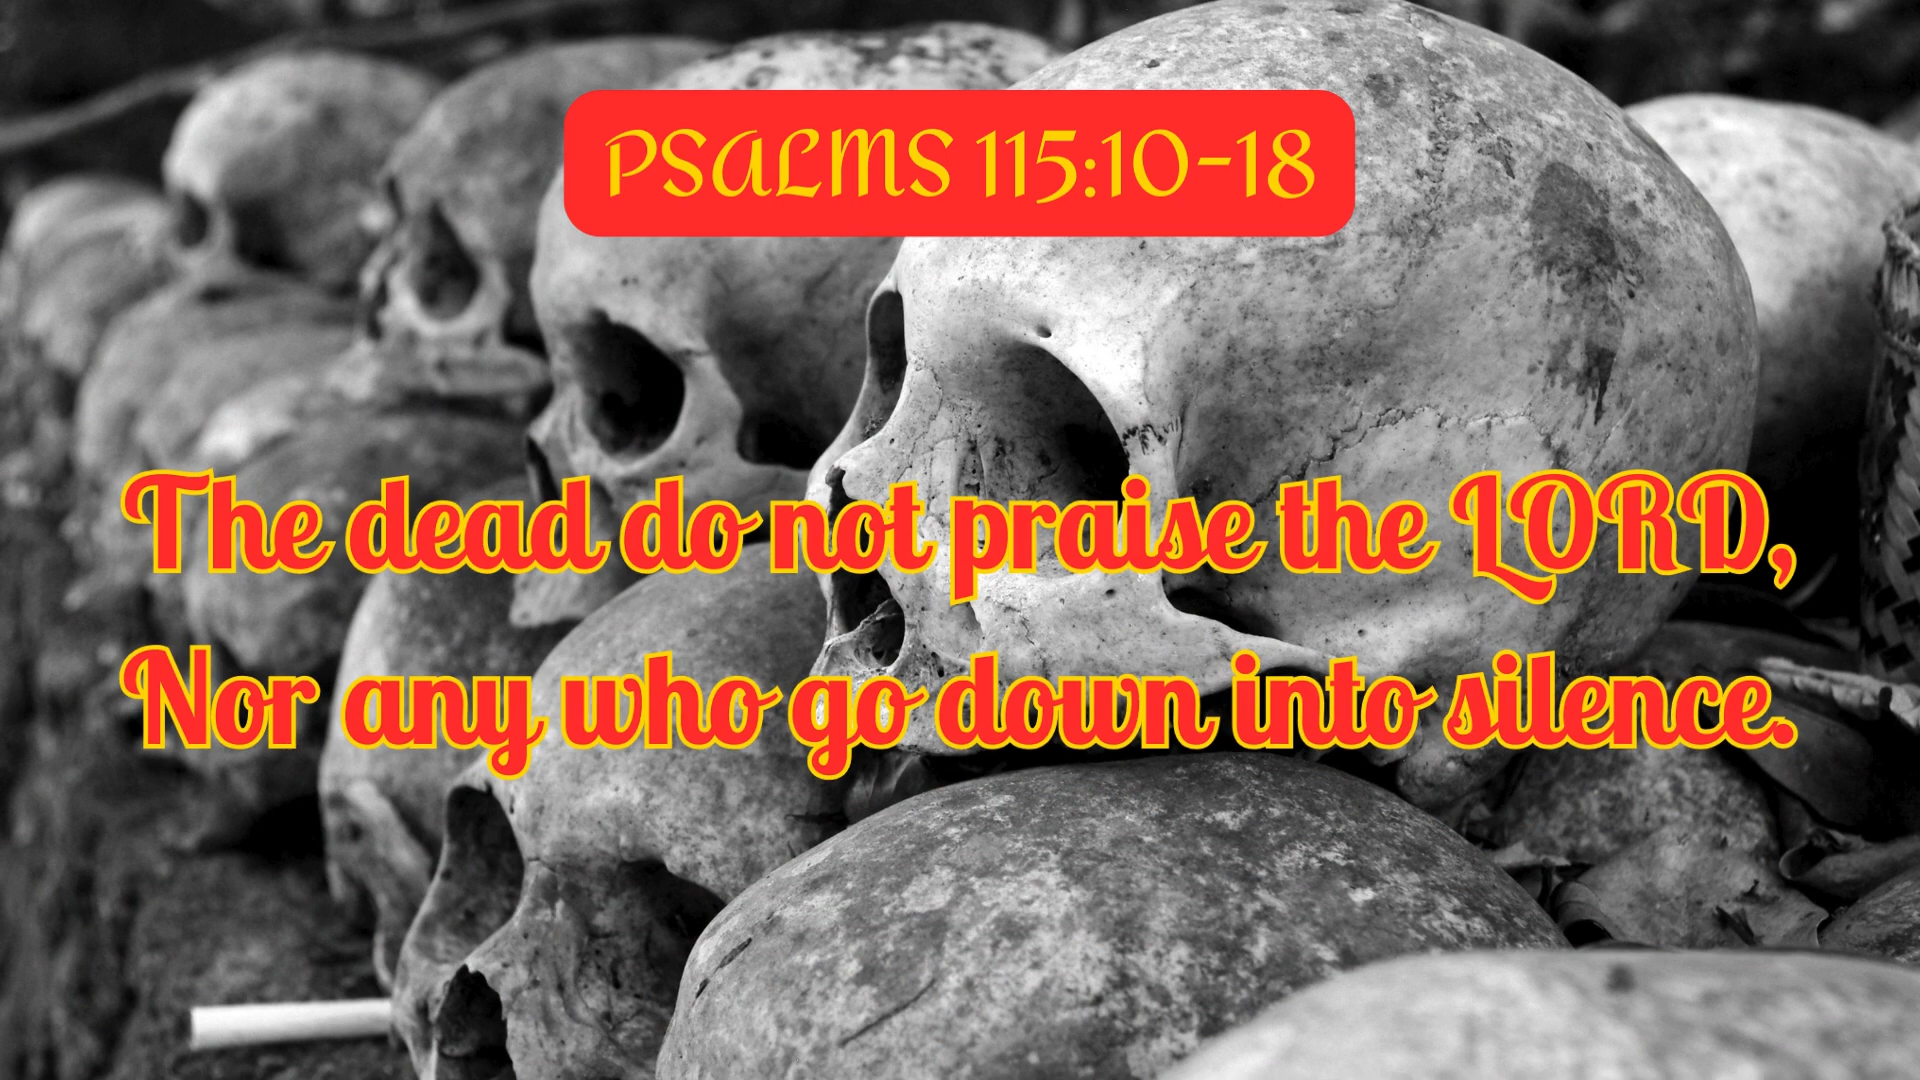 PSALMS 115:10-18
The dead do not praise the LORD,
Nor any who go down into silence.